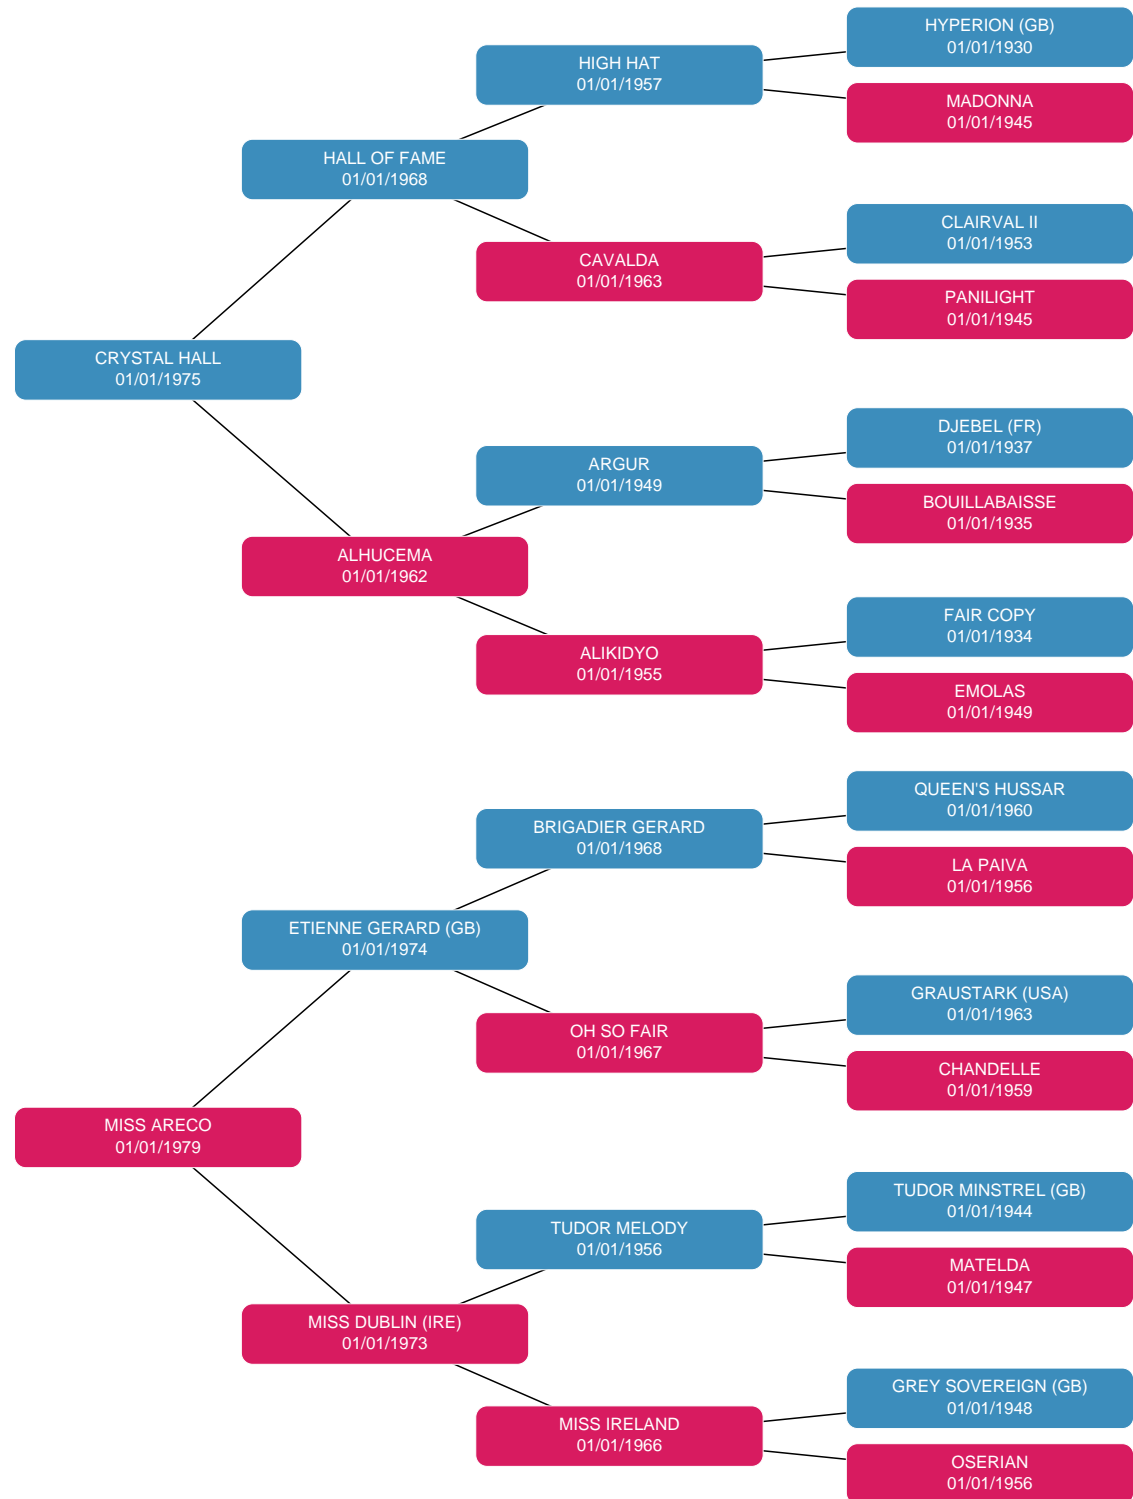 HYPERION (GB)
01/01/1930
HIGH HAT
01/01/1957
MADONNA
01/01/1945
HALL OF FAME
01/01/1968
CLAIRVAL II
01/01/1953
CAVALDA
01/01/1963
PANILIGHT
01/01/1945
CRYSTAL HALL
01/01/1975
DJEBEL (FR)
01/01/1937
ARGUR
01/01/1949
BOUILLABAISSE
01/01/1935
ALHUCEMA
01/01/1962
FAIR COPY
01/01/1934
ALIKIDYO
01/01/1955
EMOLAS
01/01/1949
QUEEN'S HUSSAR
01/01/1960
BRIGADIER GERARD
01/01/1968
LA PAIVA
01/01/1956
ETIENNE GERARD (GB)
01/01/1974
GRAUSTARK (USA)
01/01/1963
OH SO FAIR
01/01/1967
CHANDELLE
01/01/1959
MISS ARECO
01/01/1979
TUDOR MINSTREL (GB)
01/01/1944
TUDOR MELODY
01/01/1956
MATELDA
01/01/1947
MISS DUBLIN (IRE)
01/01/1973
GREY SOVEREIGN (GB)
01/01/1948
MISS IRELAND
01/01/1966
OSERIAN
01/01/1956